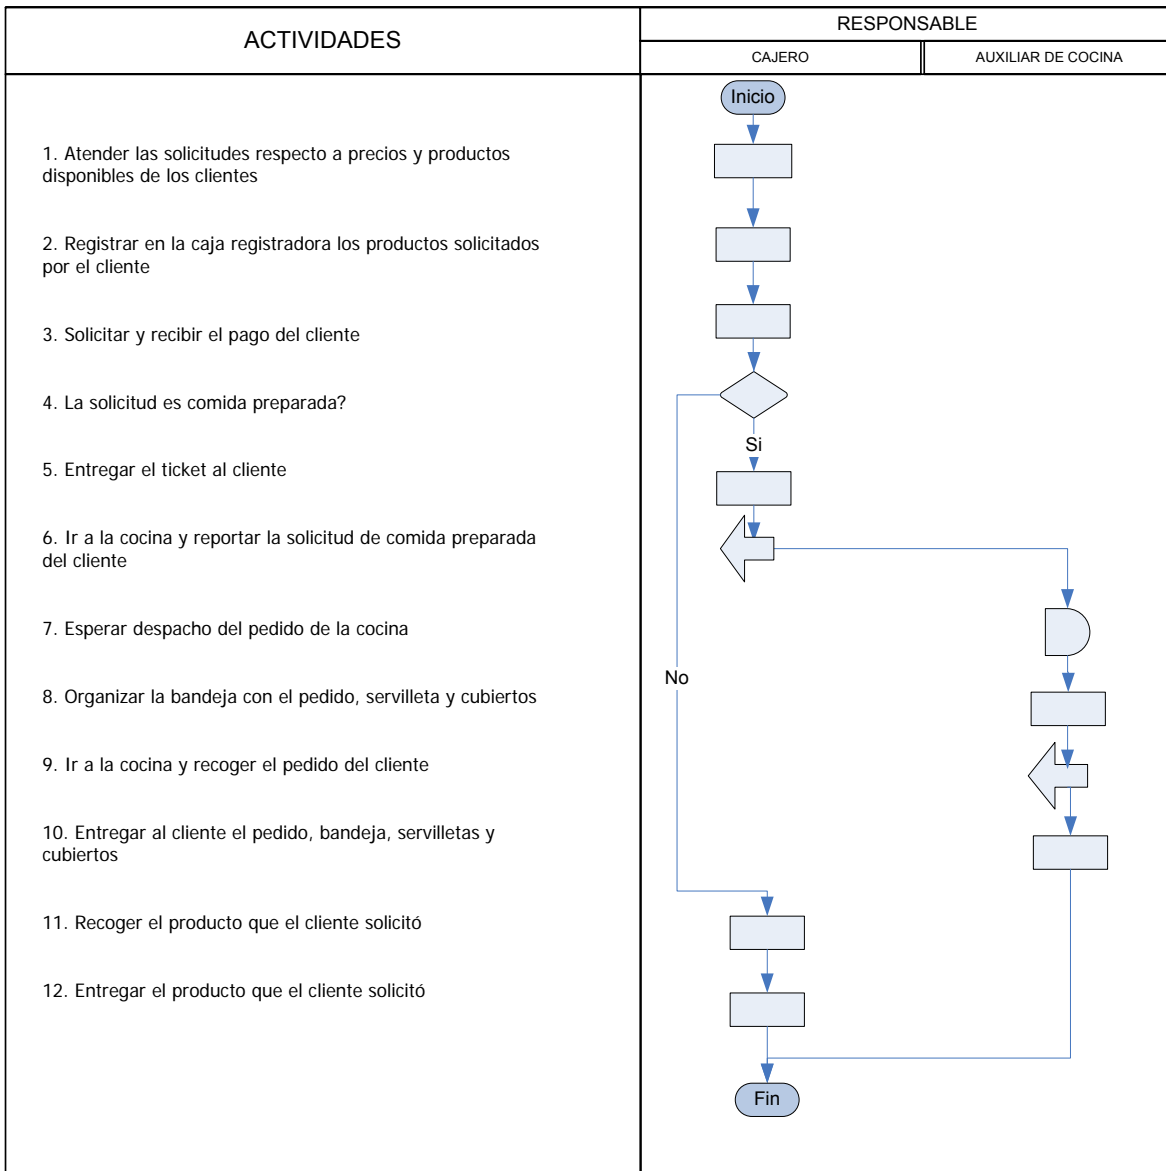 ACTIVIDADES
RESPONSABLE
CAJERO
AUXILIAR DE COCINA
Inicio
1. Atender las solicitudes respecto a precios y productos
disponibles de los clientes
2. Registrar en la caja registradora los productos solicitados
por el cliente
3. Solicitar y recibir el pago del cliente
4. La solicitud es comida preparada?
Si
5. Entregar el ticket al cliente
6. Ir a la cocina y reportar la solicitud de comida preparada
del cliente
7. Esperar despacho del pedido de la cocina
No
8. Organizar la bandeja con el pedido, servilleta y cubiertos
9. Ir a la cocina y recoger el pedido del cliente
10. Entregar al cliente el pedido, bandeja, servilletas y
cubiertos
11. Recoger el producto que el cliente solicitó
12. Entregar el producto que el cliente solicitó
Fin